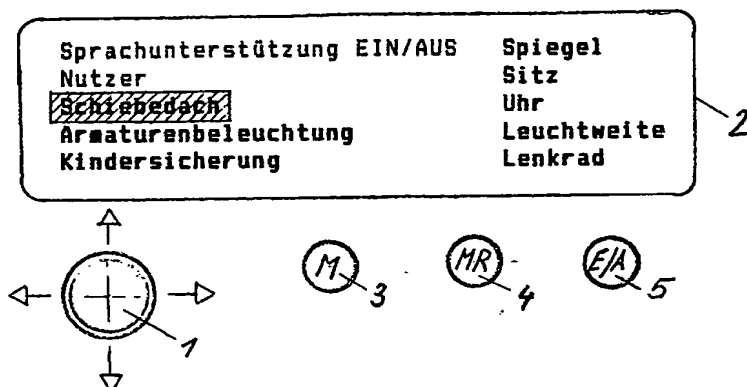 Sprachunterstützung EIN/AUS Spiegel
Nutzer Sitz
Schiebedach Uhr
Armaturenbeleuchtung Leuchtweite
Kindersicherung Lenkrad
2
M 3 MR 4 E/A 5
1